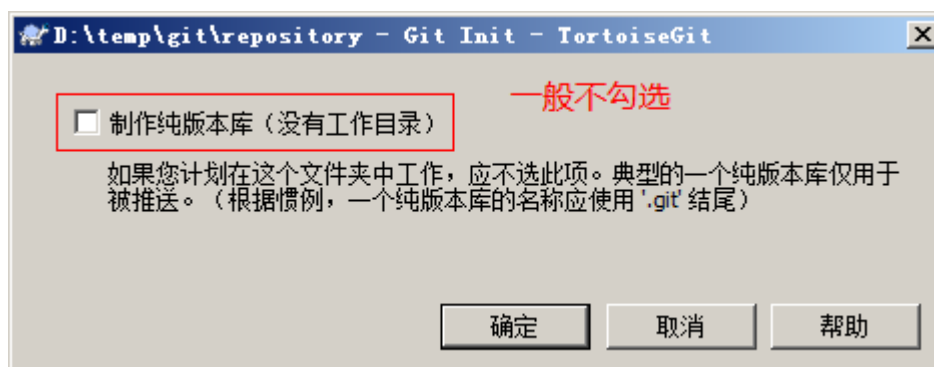 D:\temp\git\repository - Git Init - TortoiseGit
一般不勾选
制作纯版本库（没有工作目录）
如果您计划在这个文件夹中工作，应不选此项。典型的一个纯版本库仅用于
被推送。（根据惯例，一个纯版本库的名称应使用 '.git' 结尾）
确定 取消 帮助